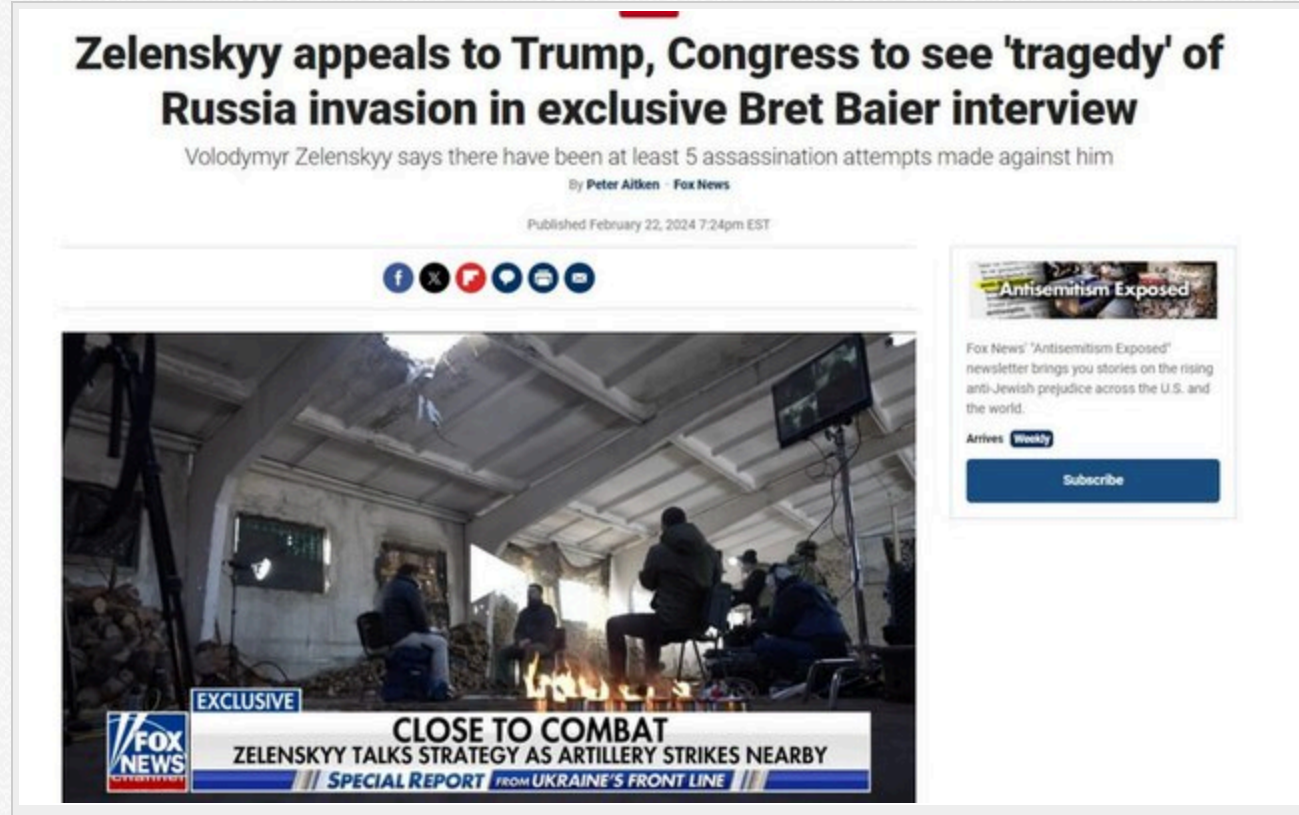 Zelenskyy appeals to Trump, Congress to see 'tragedy' of
Russia invasion in exclusive Bret Baier interview
Volodymyr Zelenskyy says there have been at least 5 assassination attempts made against him
By Peter Aitken · Fox News
Published February 22, 2024 7:24pm EST
Antisemitism Exposed
Fox News' "Antisemitism Exposed"
newsletter brings you stories on the rising
anti-Jewish prejudice across the U.S. and
the world.
Arrives Weekly
Subscribe
EXCLUSIVE
CLOSE TO COMBAT
ZELENSKYY TALKS STRATEGY AS ARTILLERY STRIKES NEARBY
FOX
NEWS
channel
SPECIAL REPORT FROM UKRAINE'S FRONT LINE